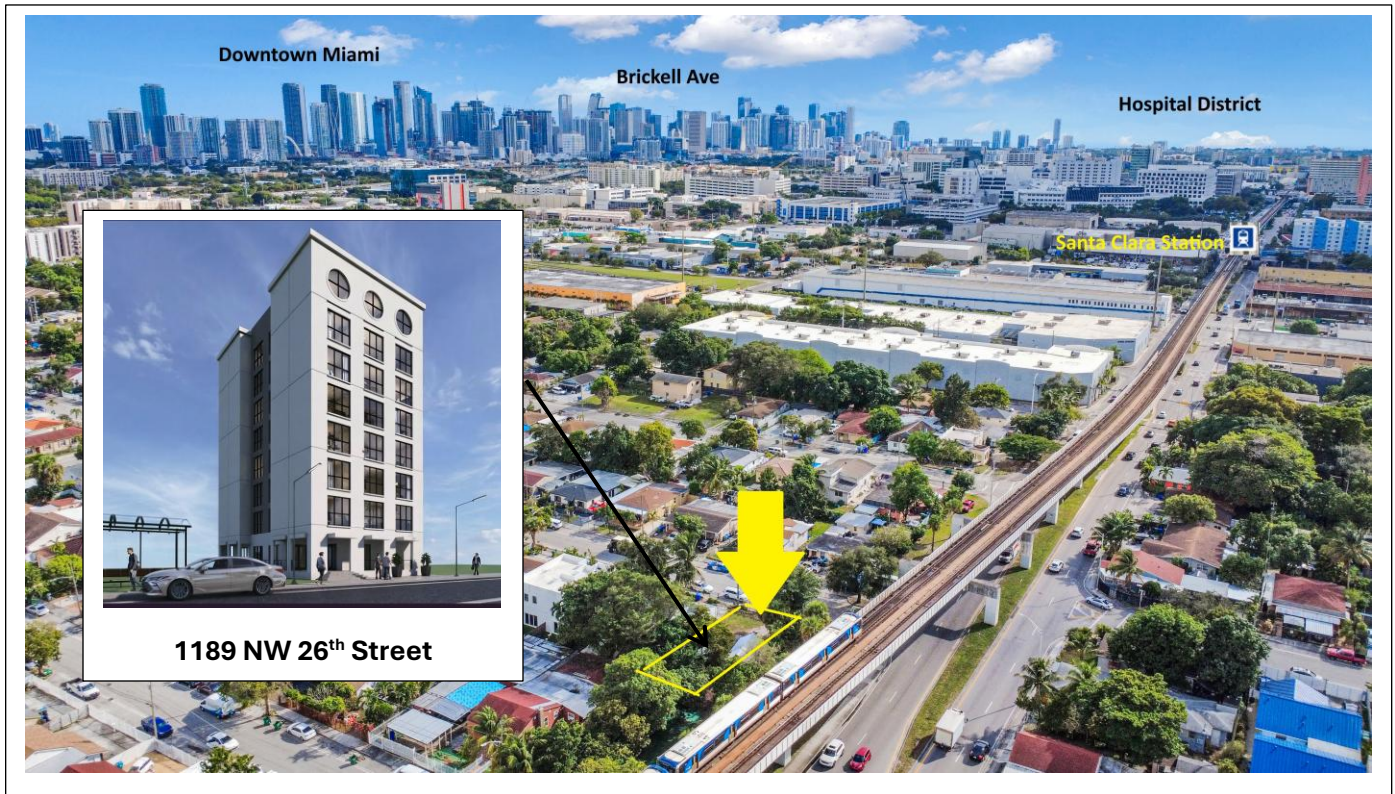 Downtown Miami
Brickell Ave
Hospital District
Santa Clara Station
1189 NW 26th Street